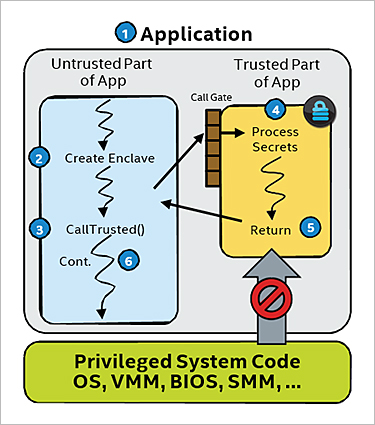 1 Application
Untrusted Part
of App
Trusted Part
of App
Call Gate
2 Create Enclave
3 CallTrusted()
Cont. 6
4
Process
Secrets
Return 5
Privileged System Code
OS, VMM, BIOS, SMM, ...